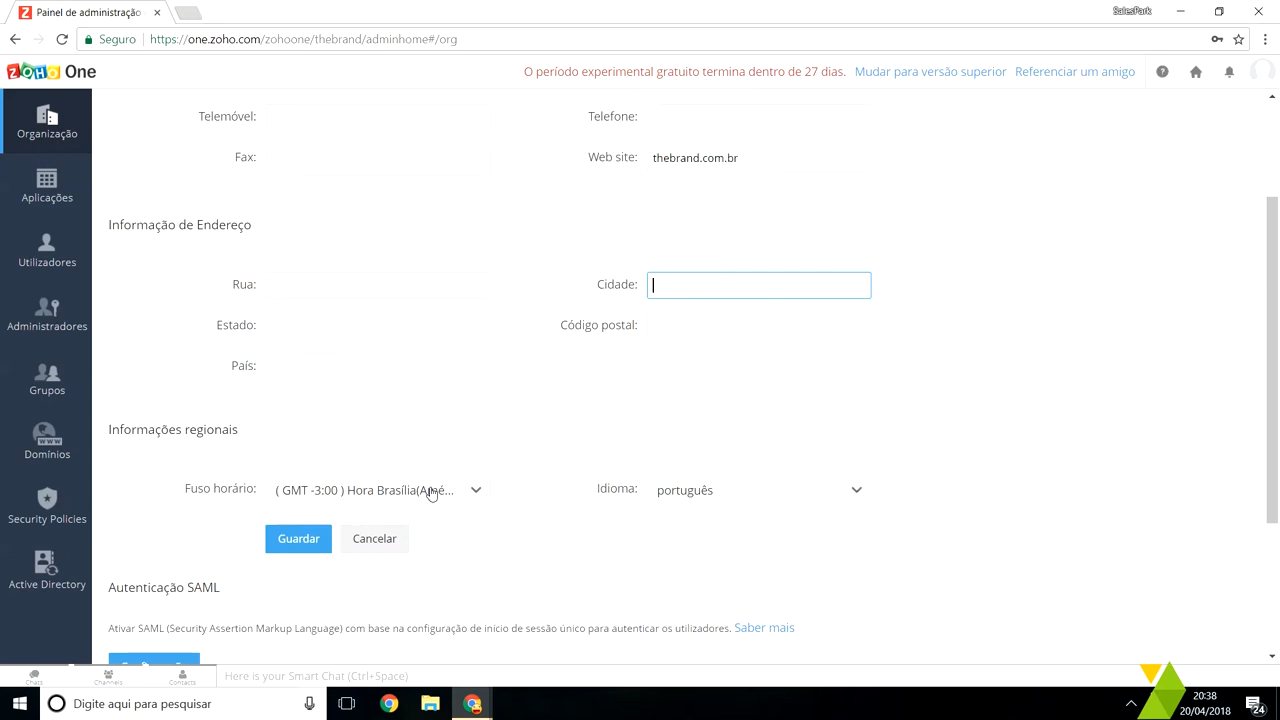 Painel de administração
SalesPark
Seguro
https://one.zoho.com/zohoone/thebrand/adminhome#/org
ZOHO One
O período experimental gratuito termina dentro de 27 dias.
Mudar para versão superior
Referenciar um amigo
Organização
Aplicações
Utilizadores
Administradores
Grupos
Domínios
Security Policies
Active Directory
Telemóvel:
Telefone:
Fax:
Web site:
thebrand.com.br
Informação de Endereço
Rua:
Cidade:
Estado:
Código postal:
País:
Informações regionais
Fuso horário:
( GMT -3:00 ) Hora Brasília(Amé...
Idioma:
português
Guardar
Cancelar
Autenticação SAML
Ativar SAML (Security Assertion Markup Language) com base na configuração de início de sessão único para autenticar os utilizadores. Saber mais
Chats
Channels
Contacts
Here is your Smart Chat (Ctrl+Space)
Digite aqui para pesquisar
20:38
20/04/2018
24